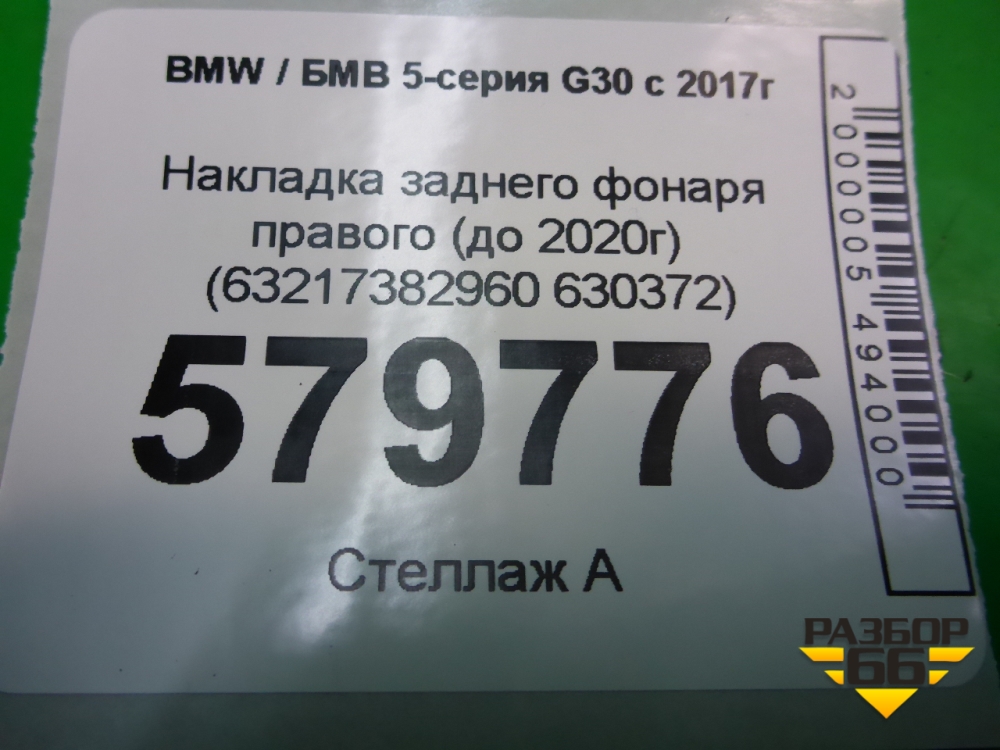 BMW / БМВ 5-серия G30 с 2017г
Накладка заднего фонаря
правого (до 2020г)
(63217382960 630372)
579776
Стеллаж А
2000005494000
РАЗБОР
66